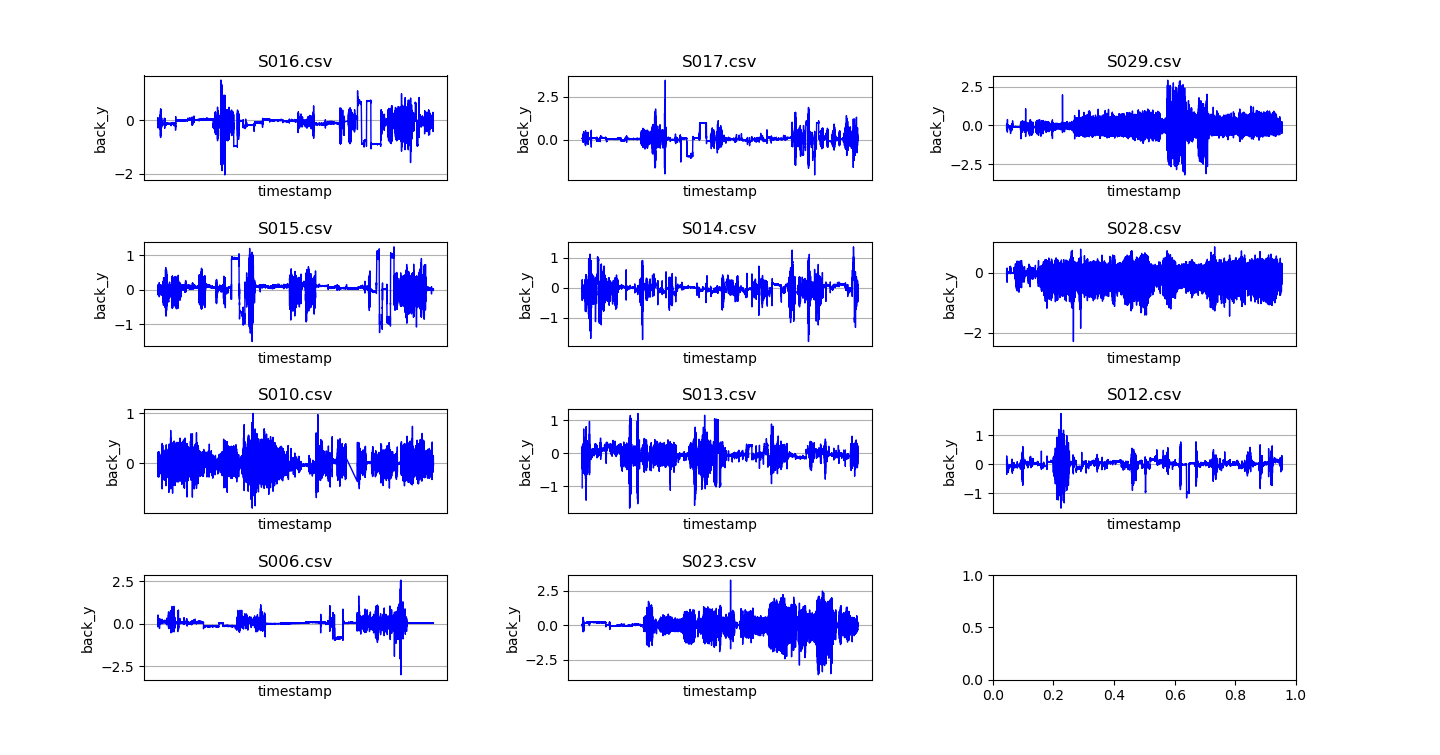 S016.csv
back_y
0
−2
timestamp
S017.csv
back_y
2.5
0.0
timestamp
S029.csv
back_y
2.5
0.0
−2.5
timestamp
S015.csv
back_y
1
0
−1
timestamp
S014.csv
back_y
1
0
−1
timestamp
S028.csv
back_y
0
−2
timestamp
S010.csv
back_y
1
0
timestamp
S013.csv
back_y
1
0
−1
timestamp
S012.csv
back_y
1
0
−1
timestamp
S006.csv
back_y
2.5
0.0
−2.5
timestamp
S023.csv
back_y
2.5
0.0
−2.5
timestamp
1.0
0.5
0.0
0.0 0.2 0.4 0.6 0.8 1.0